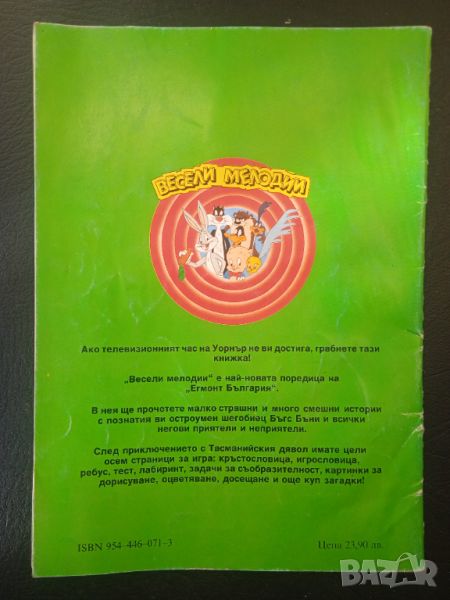 ВЕСЕЛИ МЕЛОДИИ
Ако телевизионният час на Уорнър не ви достига, грабнете тази
книжка!
„Весели мелодии" е най-новата поредица на
„Егмонт България".
В нея ще прочетете малко страшни и много смешни истории
с познатия ви остроумен шегобиец Бъгс Бъни и всички
негови приятели и неприятели.
След приключението с Тасманийския дявол имате цели
осем страници за игра: кръстословица, игрословица,
ребус, тест, лабиринт, задачи за съобразителност, картинки за
дорисуване, оцветяване, досещане и още куп загадки!
ISBN 954-446-071-3
Цена 23,90 лв.
BAZAR